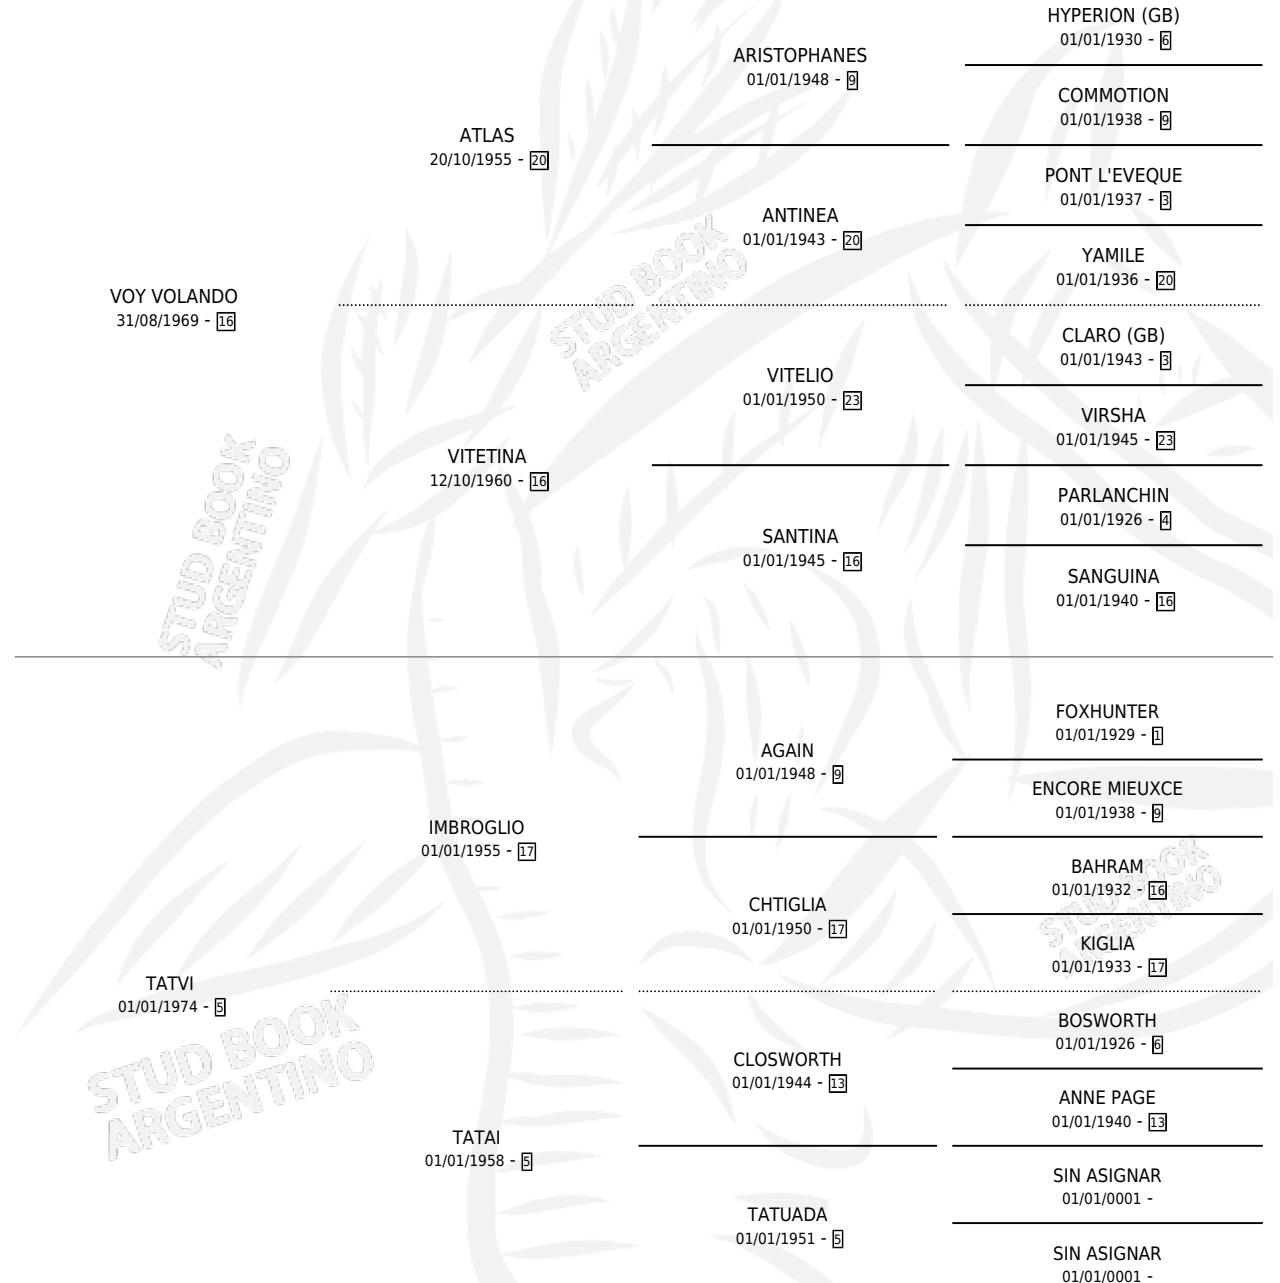 HYPERION (GB)
01/01/1930 - 6
ARISTOPHANES
01/01/1948 - 9
COMMOTION
01/01/1938 - 9
ATLAS
20/10/1955 - 20
PONT L'EVEQUE
01/01/1937 - 3
ANTINEA
01/01/1943 - 20
YAMILE
01/01/1936 - 20
STUD BOOK
ARGENTINO
VOY VOLANDO
31/08/1969 - 16
CLARO (GB)
01/01/1943 - 3
VITELIO
01/01/1950 - 23
VIRSHA
01/01/1945 - 23
VITETINA
12/10/1960 - 16
PARLANCHIN
01/01/1926 - 4
SANTINA
01/01/1945 - 16
SANGUINA
01/01/1940 - 16
STUD BOOK
ARGENTINO
FOXHUNTER
01/01/1929 - 1
AGAIN
01/01/1948 - 9
ENCORE MIEUXCE
01/01/1938 - 9
IMBROGLIO
01/01/1955 - 17
BAHRAM
01/01/1932 - 16
CHTIGLIA
01/01/1950 - 17
KIGLIA
01/01/1933 - 17
STUD BOOK
ARGENTINO
TATVI
01/01/1974 - 5
BOSWORTH
01/01/1926 - 6
CLOSWORTH
01/01/1944 - 13
ANNE PAGE
01/01/1940 - 13
STUD BOOK
ARGENTINO
TATAI
01/01/1958 - 5
SIN ASIGNAR
01/01/0001 -
TATUADA
01/01/1951 - 5
SIN ASIGNAR
01/01/0001 -